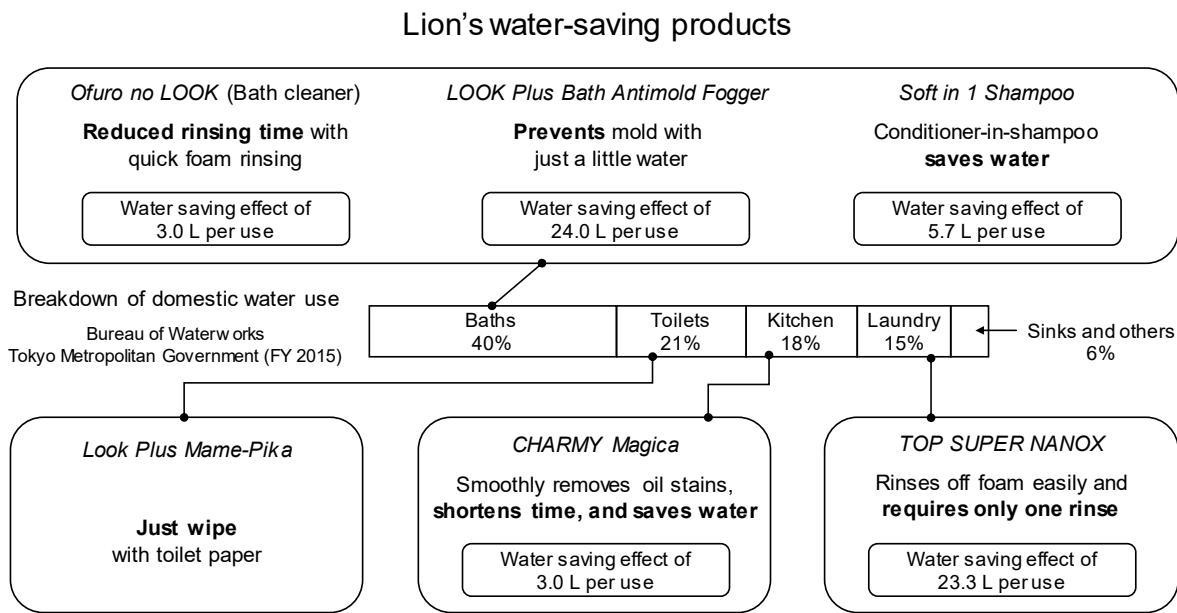 Lion's water-saving products
Ofuro no LOOK (Bath cleaner)
Reduced rinsing time with
quick foam rinsing
Water saving effect of
3.0 L per use
LOOK Plus Bath Antimold Fogger
Prevents mold with
just a little water
Water saving effect of
24.0 L per use
Soft in 1 Shampoo
Conditioner-in-shampoo
saves water
Water saving effect of
5.7 L per use
Breakdown of domestic water use
Bureau of Waterworks
Tokyo Metropolitan Government (FY 2015)
Baths
40%
Toilets
21%
Kitchen
18%
Laundry
15%
Sinks and others
6%
Look Plus Mame-Pika
Just wipe
with toilet paper
CHARMY Magica
Smoothly removes oil stains,
shortens time, and saves water
Water saving effect of
3.0 L per use
TOP SUPER NANOX
Rinses off foam easily and
requires only one rinse
Water saving effect of
23.3 L per use